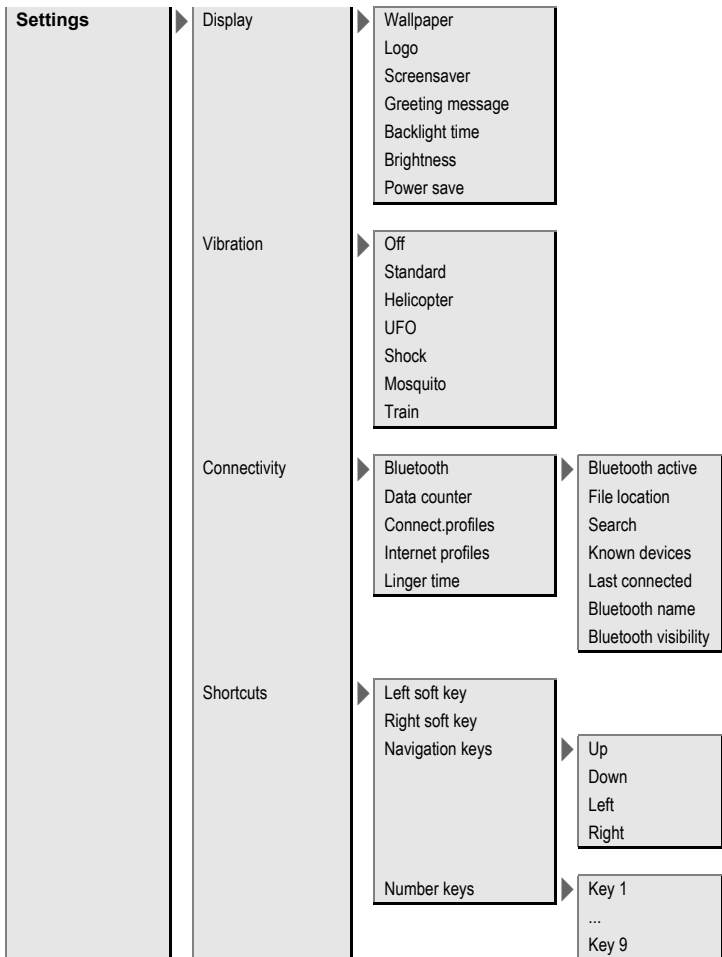 Settings
Display
Wallpaper
Logo
Screensaver
Greeting message
Backlight time
Brightness
Power save
Vibration
Off
Standard
Helicopter
UFO
Shock
Mosquito
Train
Connectivity
Bluetooth
Data counter
Connect.profiles
Internet profiles
Linger time
Bluetooth active
File location
Search
Known devices
Last connected
Bluetooth name
Bluetooth visibility
Shortcuts
Left soft key
Right soft key
Navigation keys
Up
Down
Left
Right
Number keys
Key 1
...
Key 9